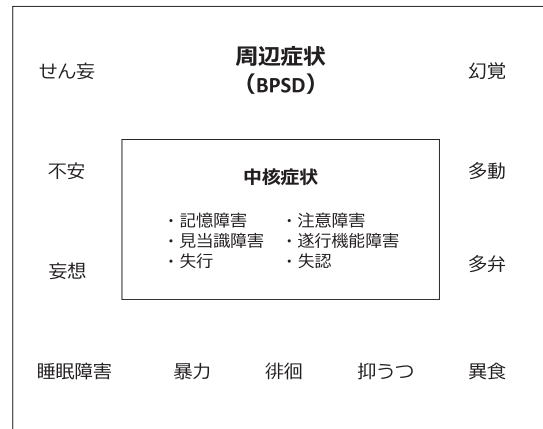 周辺症状
（BPSD）
せん妄
幻覚
不安
多動
中核症状
・記憶障害　・注意障害
・見当識障害　・遂行機能障害
・失行　・失認
妄想
多弁
睡眠障害　暴力　徘徊　抑うつ　異食